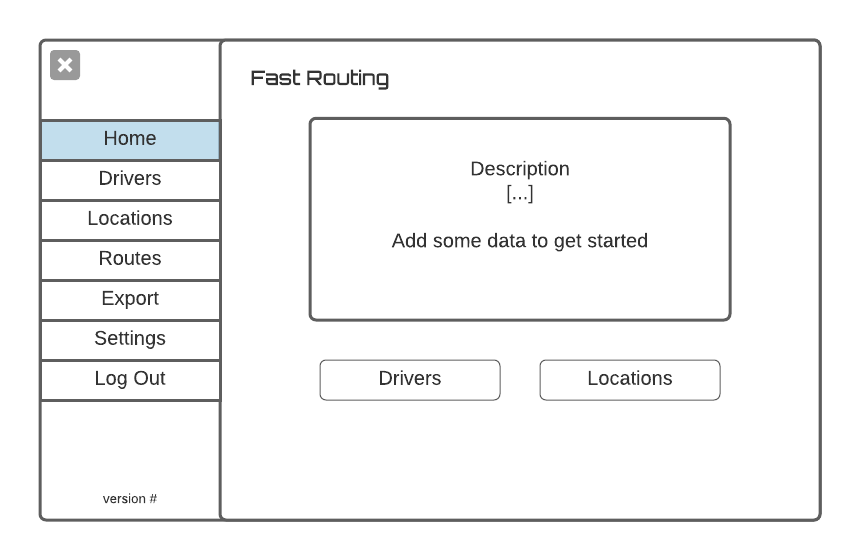 Fast Routing
Home
Drivers
Locations
Routes
Export
Settings
Log Out
version #
Description
[...]
Add some data to get started
Drivers
Locations